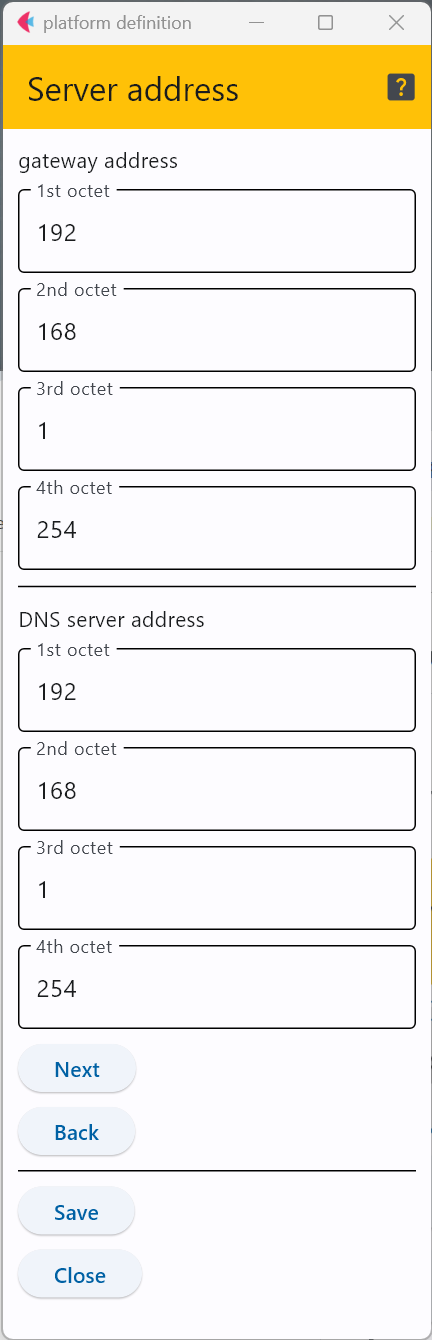 platform definition
Server address
?
gateway address
1st octet
192
2nd octet
168
3rd octet
1
4th octet
254
DNS server address
1st octet
192
2nd octet
168
3rd octet
1
4th octet
254
Next
Back
Save
Close